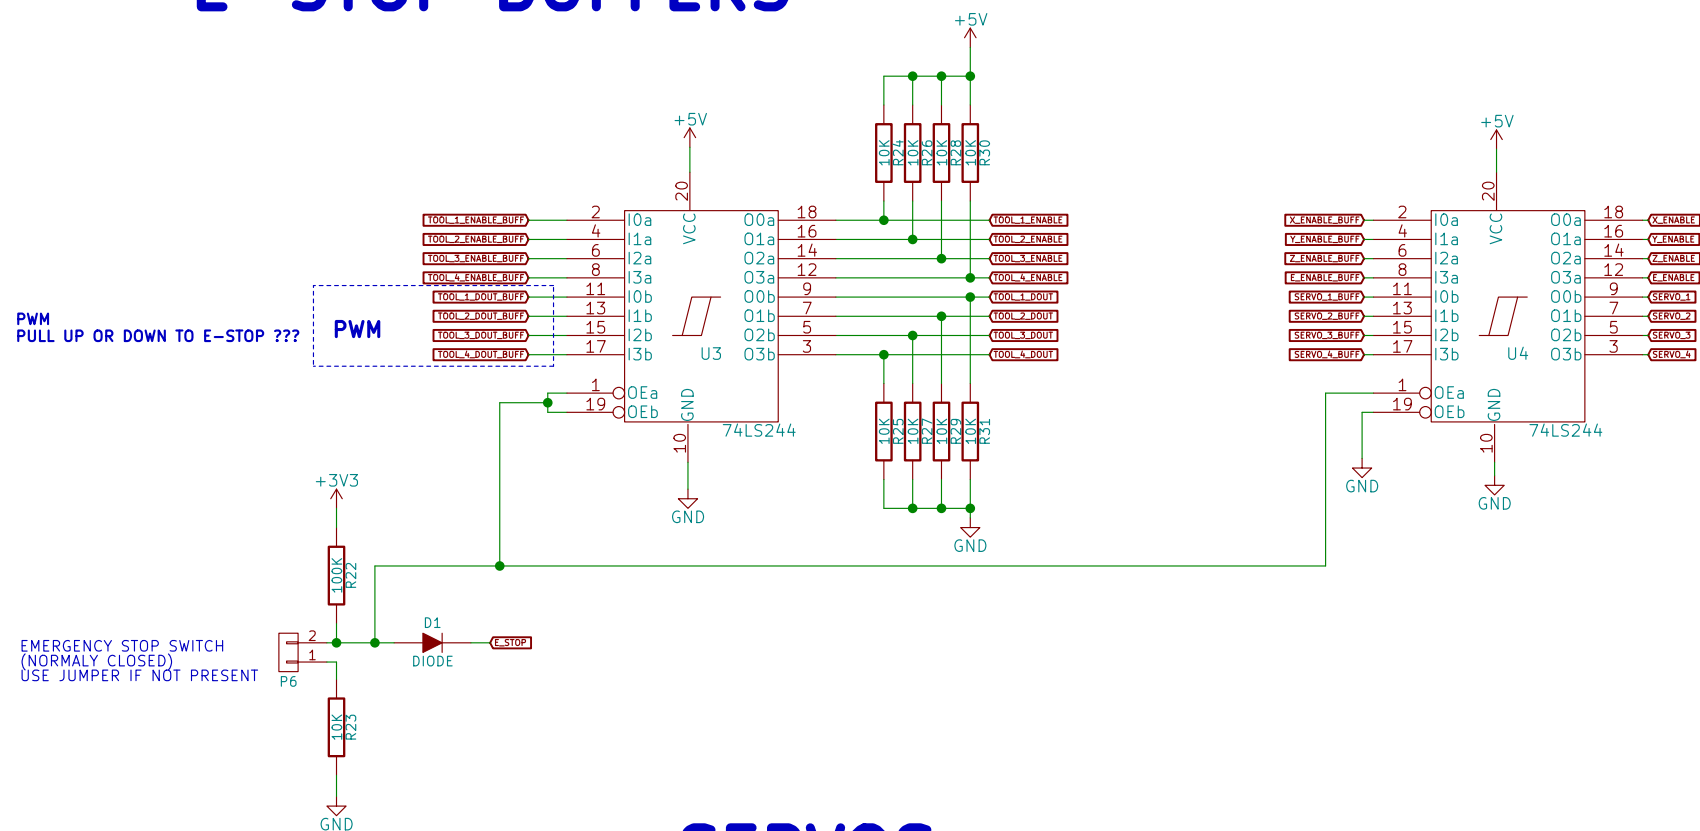 E-STOP BUFFERS
+5V
10K
R24
10K
R26
10K
R28
10K
R30
+5V
20
VCC
TOOL_1_ENABLE_BUFF 2 I0a O0a 18 TOOL_1_ENABLE
TOOL_2_ENABLE_BUFF 4 I1a O1a 16 TOOL_2_ENABLE
TOOL_3_ENABLE_BUFF 6 I2a O2a 14 TOOL_3_ENABLE
TOOL_4_ENABLE_BUFF 8 I3a O3a 12 TOOL_4_ENABLE
TOOL_1_DOUT_BUFF 11 I0b O0b 9 TOOL_1_DOUT
TOOL_2_DOUT_BUFF 13 I1b O1b 7 TOOL_2_DOUT
TOOL_3_DOUT_BUFF 15 I2b O2b 5 TOOL_3_DOUT
TOOL_4_DOUT_BUFF 17 I3b O3b 3 TOOL_4_DOUT
U3
1 OEa
19 OEb
GND
74LS244
10
GND
PWM
PULL UP OR DOWN TO E-STOP ???
PWM
10K
R25
10K
R27
10K
R29
10K
R31
GND
+5V
20
VCC
X_ENABLE_BUFF 2 I0a O0a 18 X_ENABLE
Y_ENABLE_BUFF 4 I1a O1a 16 Y_ENABLE
Z_ENABLE_BUFF 6 I2a O2a 14 Z_ENABLE
E_ENABLE_BUFF 8 I3a O3a 12 E_ENABLE
SERVO_1_BUFF 11 I0b O0b 9 SERVO_1
SERVO_2_BUFF 13 I1b O1b 7 SERVO_2
SERVO_3_BUFF 15 I2b O2b 5 SERVO_3
SERVO_4_BUFF 17 I3b O3b 3 SERVO_4
U4
1 OEa
19 OEb
GND
74LS244
10
GND
GND
+3V3
100K
R22
D1
DIODE
E_STOP
EMERGENCY STOP SWITCH
(NORMALY CLOSED)
USE JUMPER IF NOT PRESENT
2
1
P6
10K
R23
GND
SERVOS